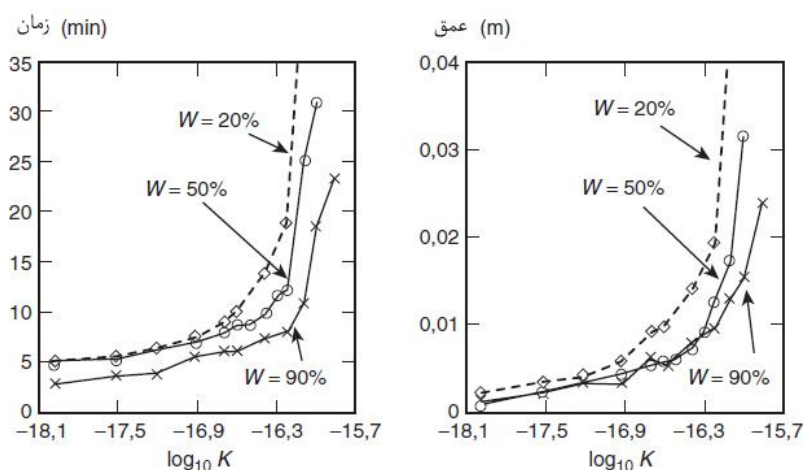 زمان (min)
35
30
25
20
15
10
5
0
W = 20%
W = 50%
W = 90%
–18,1 –17,5 –16,9 –16,3 –15,7
log10 K
عمق (m)
0,04
0,03
0,02
0,01
0
W = 20%
W = 50%
W = 90%
–18,1 –17,5 –16,9 –16,3 –15,7
log10 K